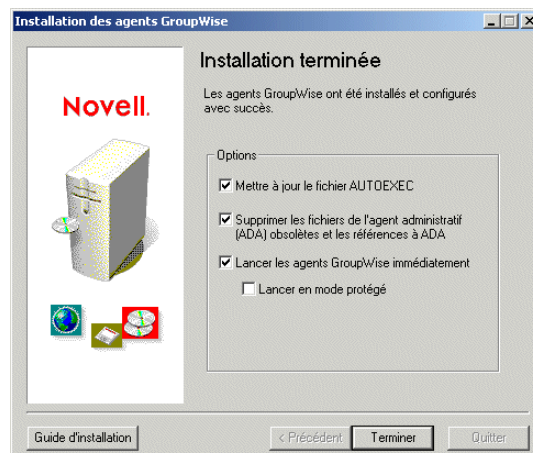 Installation des agents GroupWise
Novell.
Installation terminée
Les agents GroupWise ont été installés et configurés
avec succès.
Options
Mettre à jour le fichier AUTOEXEC
Supprimer les fichiers de l'agent administratif
(ADA) obsolètes et les références à ADA
Lancer les agents GroupWise immédiatement
Lancer en mode protégé
Guide d'installation
< Précédent
Terminer
Quitter